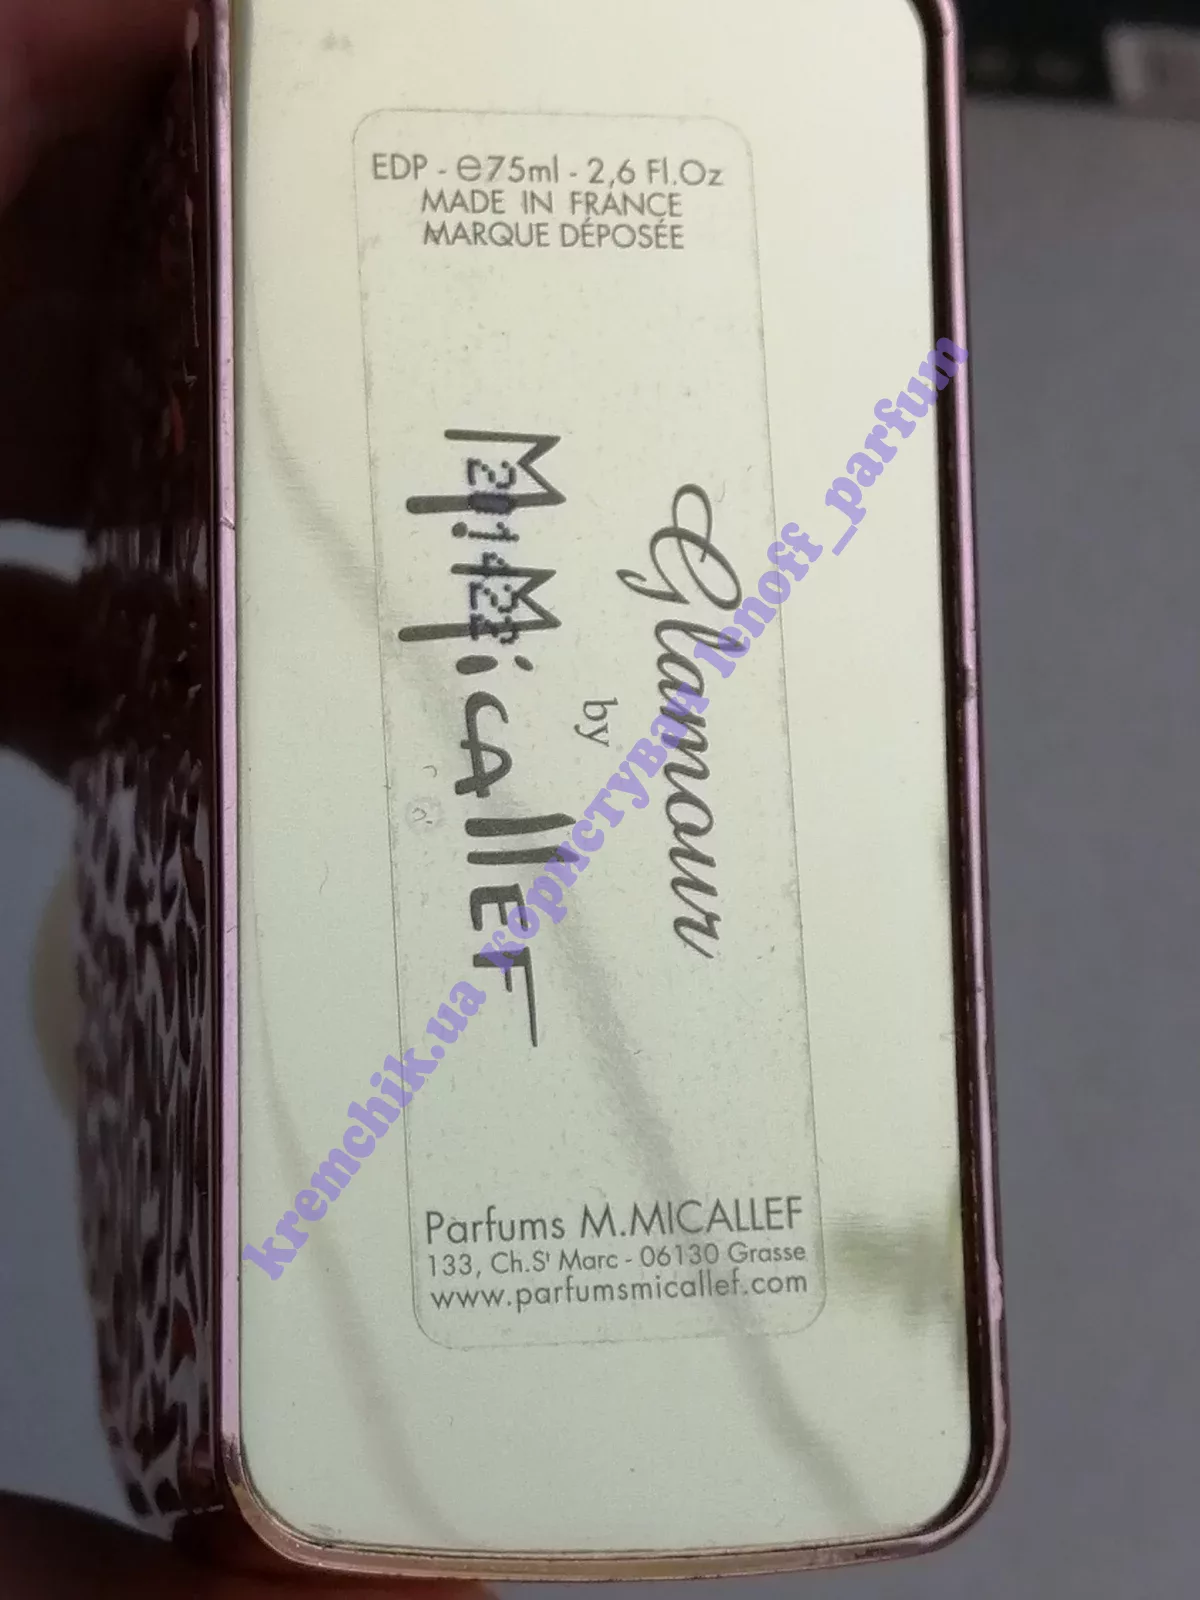 EDP - ℮75ml - 2,6 Fl.Oz
MADE IN FRANCE
MARQUE DÉPOSÉE
Glamour
by
M.MiCALLEF
Parfums M.MICALLEF
133, Ch.Sᵗ Marc - 06130 Grasse
www.parfumsmicallef.com
kremchik.ua користувач lenoff_parfum